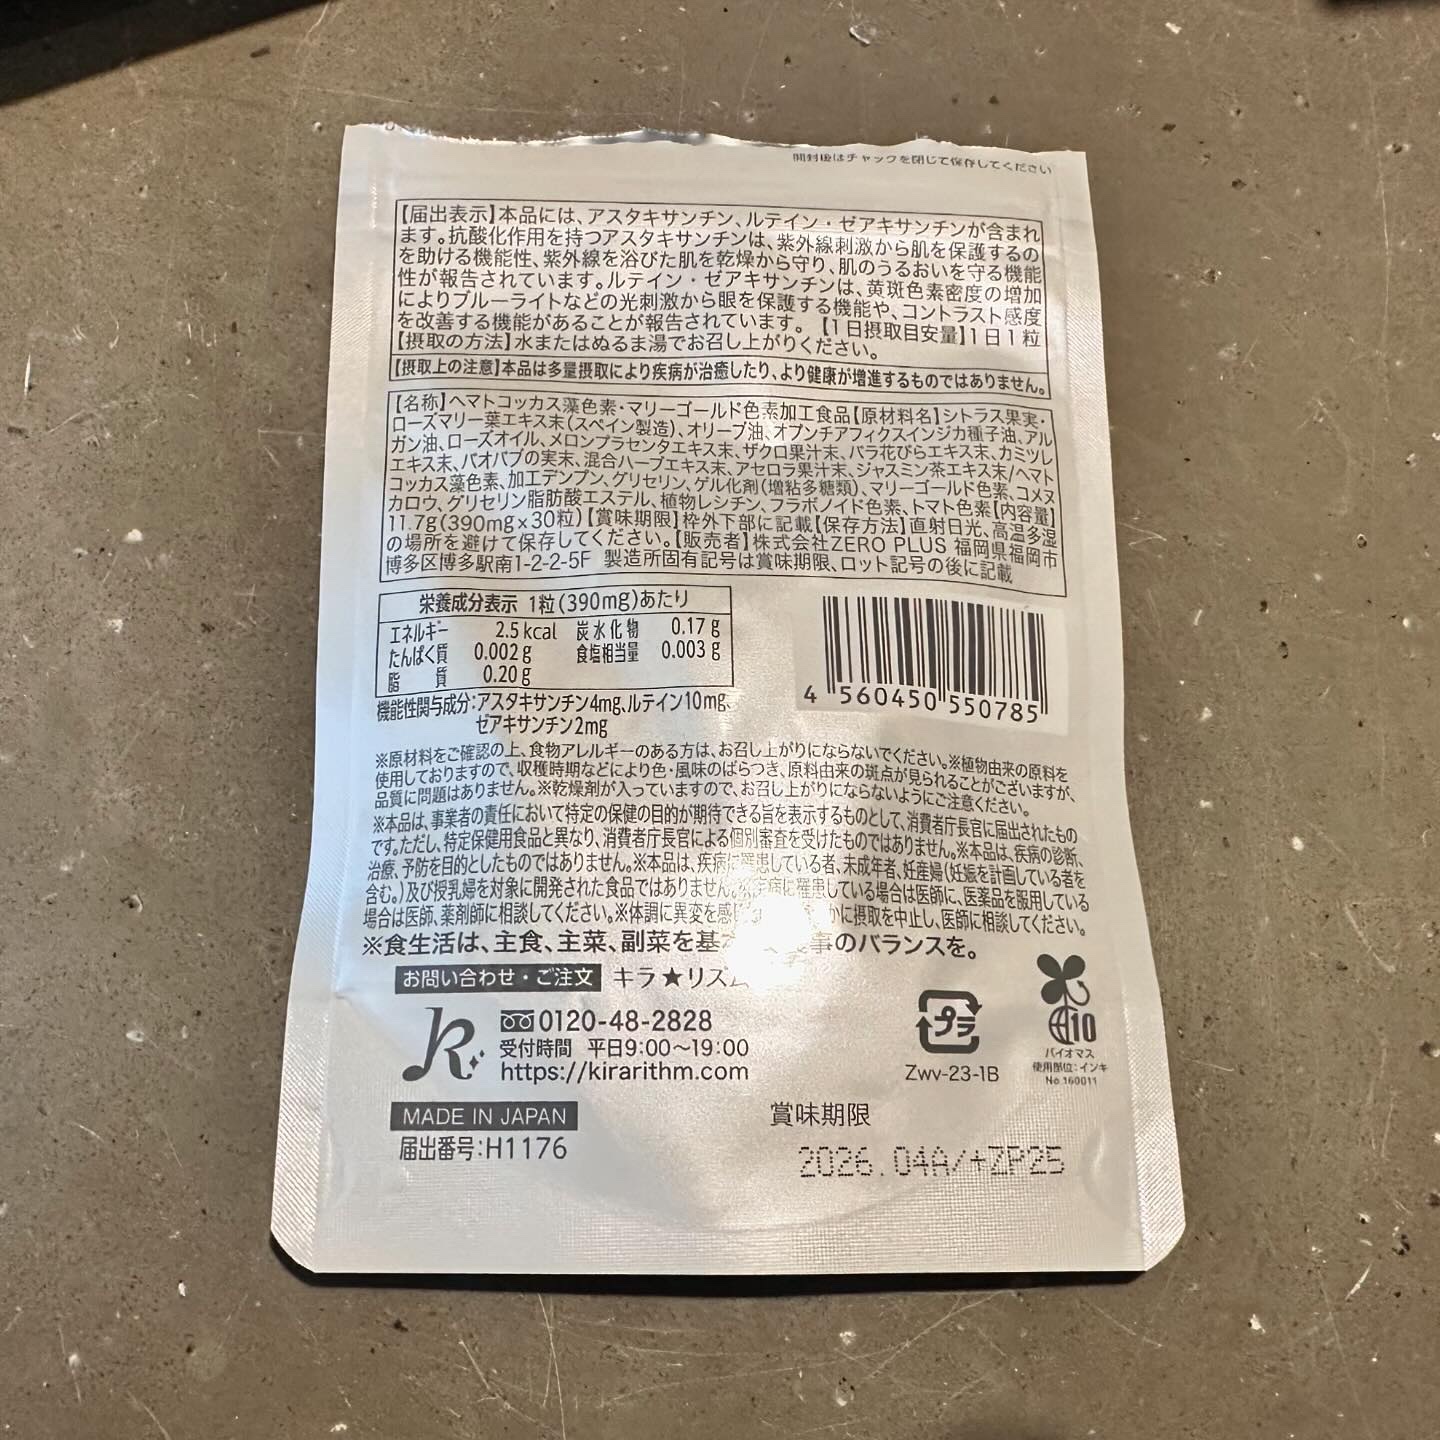 開封後はチャックを閉じて保存してください
【届出表示】本品には、アスタキサンチン、ルテイン・ゼアキサンチンが含まれ
ます。抗酸化作用を持つアスタキサンチンは、紫外線刺激から肌を保護するの
を助ける機能性、紫外線を浴びた肌を乾燥から守り、肌のうるおいを守る機能
性が報告されています。ルテイン・ゼアキサンチンは、黄斑色素密度の増加
によりブルーライトなどの光刺激から眼を保護する機能や、コントラスト感度
を改善する機能があることが報告されています。【1日摂取目安量】1日1粒
【摂取の方法】水またはぬるま湯でお召し上がりください。
【摂取上の注意】本品は多量摂取により疾病が治癒したり、より健康が増進するものではありません。
【名称】ヘマトコッカス藻色素・マリーゴールド色素加工食品【原材料名】シトラス果実・
ローズマリー葉エキス末(スペイン製造)、オリーブ油、オプンチアフィクスインジカ種子油、アル
ガン油、ローズオイル、メロンプラセンタエキス末、ザクロ果汁末、バラ花びらエキス末、カミツレ
エキス末、バオバブの実末、混合ハーブエキス末、アセロラ果汁末、ジャスミン茶エキス末/ヘマト
コッカス藻色素、加工デンプン、グリセリン、ゲル化剤(増粘多糖類)、マリーゴールド色素、コメヌ
カロウ、グリセリン脂肪酸エステル、植物レシチン、フラボノイド色素、トマト色素【内容量】
11.7g(390mg×30粒)【賞味期限】枠外下部に記載【保存方法】直射日光、高温多湿
の場所を避けて保存してください。【販売者】株式会社ZERO PLUS 福岡県福岡市
博多区博多駅南1-2-2-5F 製造所固有記号は賞味期限、ロット記号の後に記載
栄養成分表示 1粒(390mg)あたり
エネルギー 2.5kcal 炭水化物 0.17g
たんぱく質 0.002g 食塩相当量 0.003g
脂質 0.20g
機能性関与成分:アスタキサンチン4mg、ルテイン10mg、
ゼアキサンチン2mg
4 560450 550785
※原材料をご確認の上、食物アレルギーのある方は、お召し上がりにならないでください。※植物由来の原料を
使用しておりますので、収穫時期などにより色・風味のばらつき、原料由来の斑点が見られることがございますが、
品質に問題はありません。※乾燥剤が入っていますので、お召し上がりにならないようにご注意ください。
※本品は、事業者の責任において特定の保健の目的が期待できる旨を表示するものとして、消費者庁長官に届出されたもの
です。ただし、特定保健用食品と異なり、消費者庁長官による個別審査を受けたものではありません。※本品は、疾病の診断、
治療、予防を目的としたものではありません。※本品は、疾病に罹患している者、未成年者、妊産婦(妊娠を計画している者を
含む。)及び授乳婦を対象に開発された食品ではありません。※疾病に罹患している場合は医師に、医薬品を服用している
場合は医師、薬剤師に相談してください。※体調に異変を感 かに摂取を中止し、医師に相談してください。
※食生活は、主食、主菜、副菜を基 事のバランスを。
お問い合わせ・ご注文 キラ★リズム
0120-48-2828
受付時間 平日9:00〜19:00
https://kirarithm.com
プラ
Zwv-23-1B
10
バイオマス
使用部位:インキ
No.160011
MADE IN JAPAN
届出番号:H1176
賞味期限
2026.04A/+ZP25